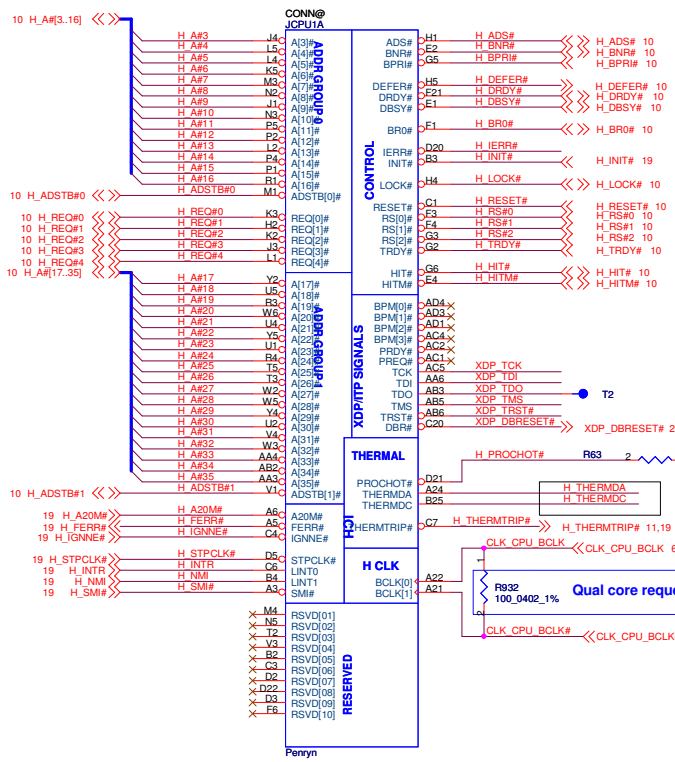 CONN@
JCPU1A
10 H_A#[3..16]
H_A#3 J4 A[3]#
H_A#4 L5 A[4]#
H_A#5 L4 A[5]#
H_A#6 K5 A[6]#
H_A#7 M3 A[7]#
H_A#8 N2 A[8]#
H_A#9 J1 A[9]#
H_A#10 N3 A[10]#
H_A#11 P5 A[11]#
H_A#12 P2 A[12]#
H_A#13 L2 A[13]#
H_A#14 P4 A[14]#
H_A#15 P1 A[15]#
H_A#16 R1 A[16]#
10 H_ADSTB#0 H_ADSTB#0 M1 ADSTB[0]#
ADDR GROUP 0
10 H_REQ#0 H_REQ#0 K3 REQ[0]#
10 H_REQ#1 H_REQ#1 H2 REQ[1]#
10 H_REQ#2 H_REQ#2 K2 REQ[2]#
10 H_REQ#3 H_REQ#3 J3 REQ[3]#
10 H_REQ#4 H_REQ#4 L1 REQ[4]#
10 H_A#[17..35]
H_A#17 Y2 A[17]#
H_A#18 U5 A[18]#
H_A#19 R3 A[19]#
H_A#20 W6 A[20]#
H_A#21 U4 A[21]#
H_A#22 Y5 A[22]#
H_A#23 U1 A[23]#
H_A#24 R4 A[24]#
H_A#25 T5 A[25]#
H_A#26 T3 A[26]#
H_A#27 W2 A[27]#
H_A#28 W5 A[28]#
H_A#29 Y4 A[29]#
H_A#30 U2 A[30]#
H_A#31 V4 A[31]#
H_A#32 W3 A[32]#
H_A#33 AA4 A[33]#
H_A#34 AB2 A[34]#
H_A#35 AA3 A[35]#
10 H_ADSTB#1 H_ADSTB#1 V1 ADSTB[1]#
ADDR GROUP 1
19 H_A20M# H_A20M# A6 A20M#
19 H_FERR# H_FERR# A5 FERR#
19 H_IGNNE# H_IGNNE# C4 IGNNE#
ICH
19 H_STPCLK# H_STPCLK# D5 STPCLK#
19 H_INTR H_INTR C6 LINT0
19 H_NMI H_NMI B4 LINT1
19 H_SMI# H_SMI# A3 SMI#
M4 RSVD[01]
N5 RSVD[02]
T2 RSVD[03]
V3 RSVD[04]
B2 RSVD[05]
C3 RSVD[06]
D2 RSVD[07]
D22 RSVD[08]
D3 RSVD[09]
F6 RSVD[10]
RESERVED
Penryn
CONTROL
ADS# H1 H_ADS# H_ADS# 10
BNR# E2 H_BNR# H_BNR# 10
BPRI# G5 H_BPRI# H_BPRI# 10
DEFER# H5 H_DEFER# H_DEFER# 10
DRDY# F21 H_DRDY# H_DRDY# 10
DBSY# E1 H_DBSY# H_DBSY# 10
BR0# F1 H_BR0# H_BR0# 10
IERR# D20 H_IERR#
INIT# B3 H_INIT# H_INIT# 19
LOCK# H4 H_LOCK# H_LOCK# 10
RESET# C1 H_RESET# H_RESET# 10
RS[0]# F3 H_RS#0 H_RS#0 10
RS[1]# F4 H_RS#1 H_RS#1 10
RS[2]# G3 H_RS#2 H_RS#2 10
TRDY# G2 H_TRDY# H_TRDY# 10
HIT# G6 H_HIT# H_HIT# 10
HITM# E4 H_HITM# H_HITM# 10
XDP/ITP SIGNALS
BPM[0]# AD4
BPM[1]# AD3
BPM[2]# AD1
BPM[3]# AC4
PRDY# AC2
PREQ# AC1
TCK AC5 XDP_TCK
TDI AA6 XDP_TDI
TDO AB3 XDP_TDO T2
TMS AB5 XDP_TMS
TRST# AB6 XDP_TRST#
DBR# C20 XDP_DBRESET# XDP_DBRESET# 2
THERMAL
PROCHOT# D21 H_PROCHOT# R63 2
THERMDA A24 H_THERMDA
THERMDC B25 H_THERMDC
THERMTRIP# C7 H_THERMTRIP# H_THERMTRIP# 11,19
H CLK
BCLK[0] A22 CLK_CPU_BCLK CLK_CPU_BCLK 6
BCLK[1] A21 CLK_CPU_BCLK# CLK_CPU_BCLK
1
R932
100_0402_1%
2
Qual core reque